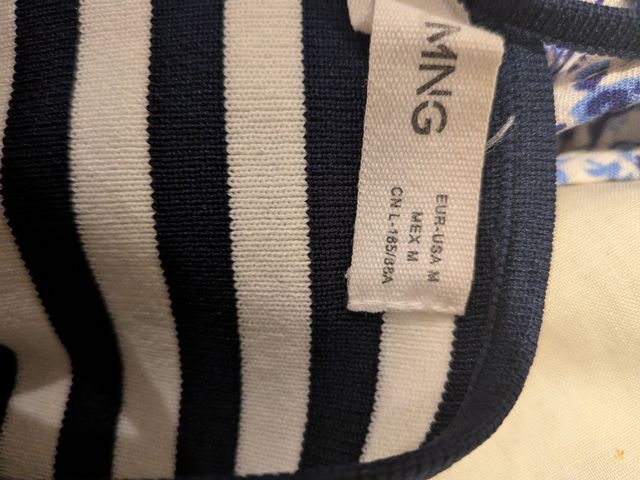 MNG
EUR-USA M
MEX M
CN L-165/88A